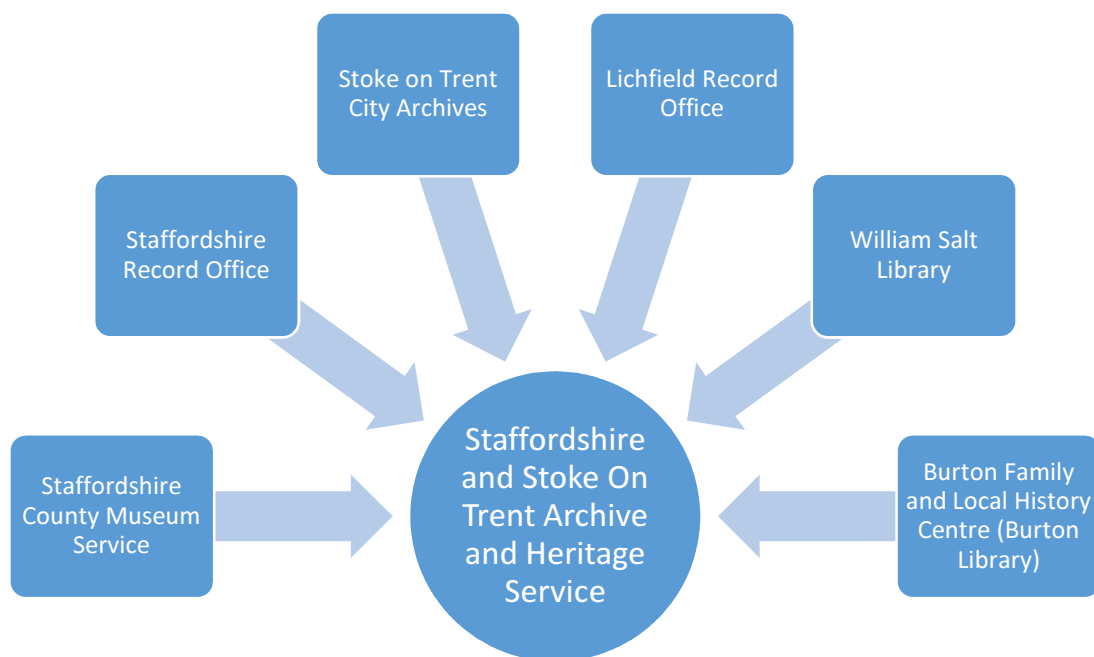 Stoke on Trent
City Archives
Lichfield Record
Office
Staffordshire
Record Office
William Salt
Library
Staffordshire
County Museum
Service
Staffordshire
and Stoke On
Trent Archive
and Heritage
Service
Burton Family
and Local History
Centre (Burton
Library)